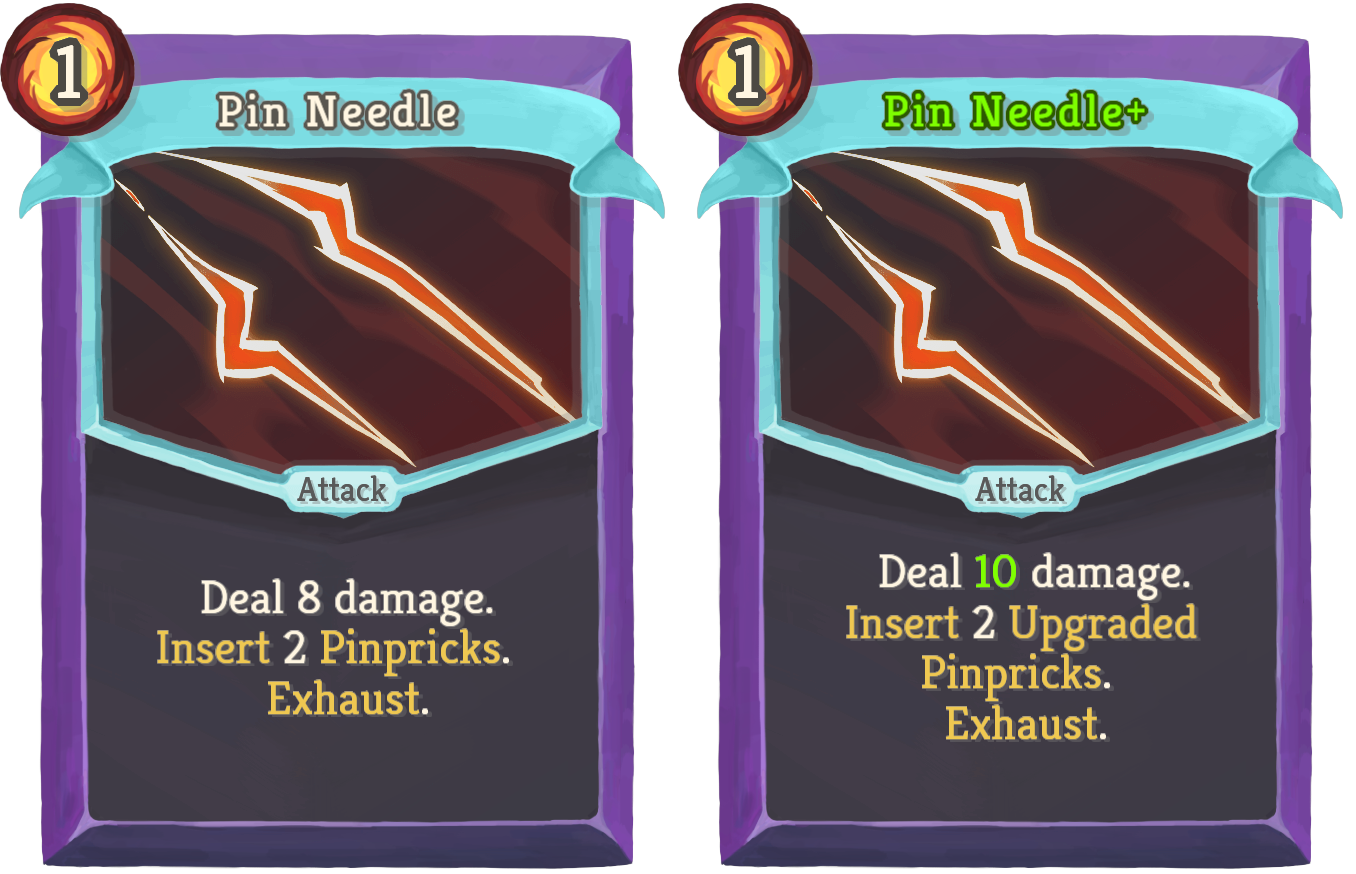 1
Pin Needle
Attack
Deal 8 damage.
Insert 2 Pinpricks.
Exhaust.
1
Pin Needle+
Attack
Deal 10 damage.
Insert 2 Upgraded
Pinpricks.
Exhaust.